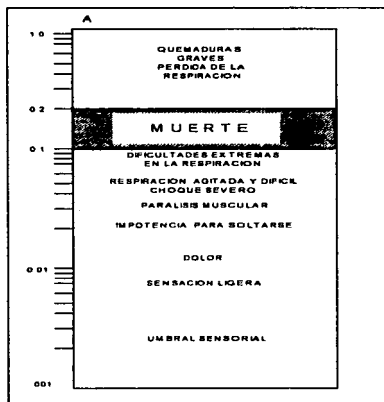 A
1.0
QUEMADURAS
GRAVES
PERDIDA DE LA
RESPIRACION
0.2
MUERTE
0.1
DIFICULTADES EXTREMAS
EN LA RESPIRACION
RESPIRACION AGITADA Y DIFICIL
CHOQUE SEVERO
PARALISIS MUSCULAR
IMPOTENCIA PARA SOLTARSE
DOLOR
0.01
SENSACION LIGERA
UMBRAL SENSORIAL
.001